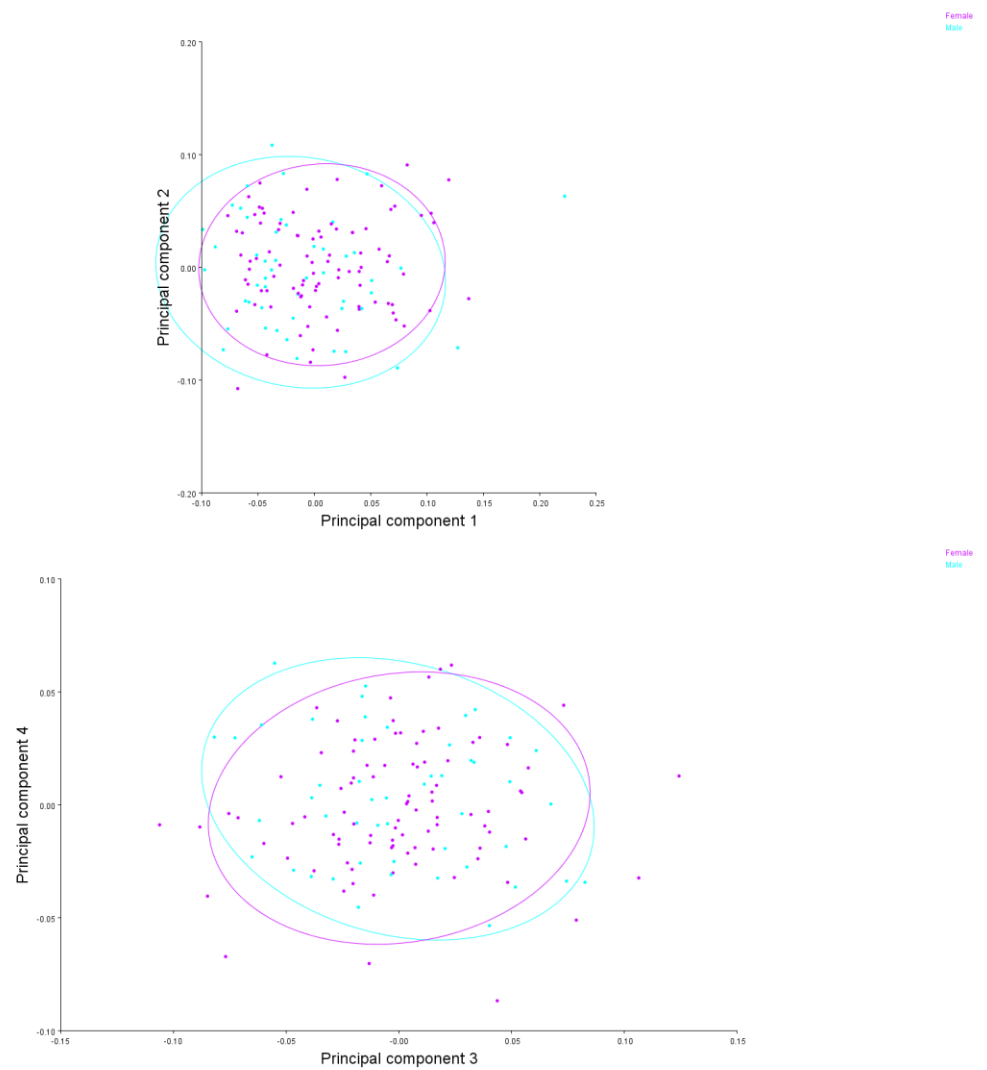 Female
Male
0.20
0.10
0.00
-0.10
-0.20
Principal component 2
-0.10 -0.05 0.00 0.05 0.10 0.15 0.20 0.25
Principal component 1
Female
Male
0.10
0.05
0.00
-0.05
-0.10
Principal component 4
-0.15 -0.10 -0.05 -0.00 0.05 0.10 0.15
Principal component 3